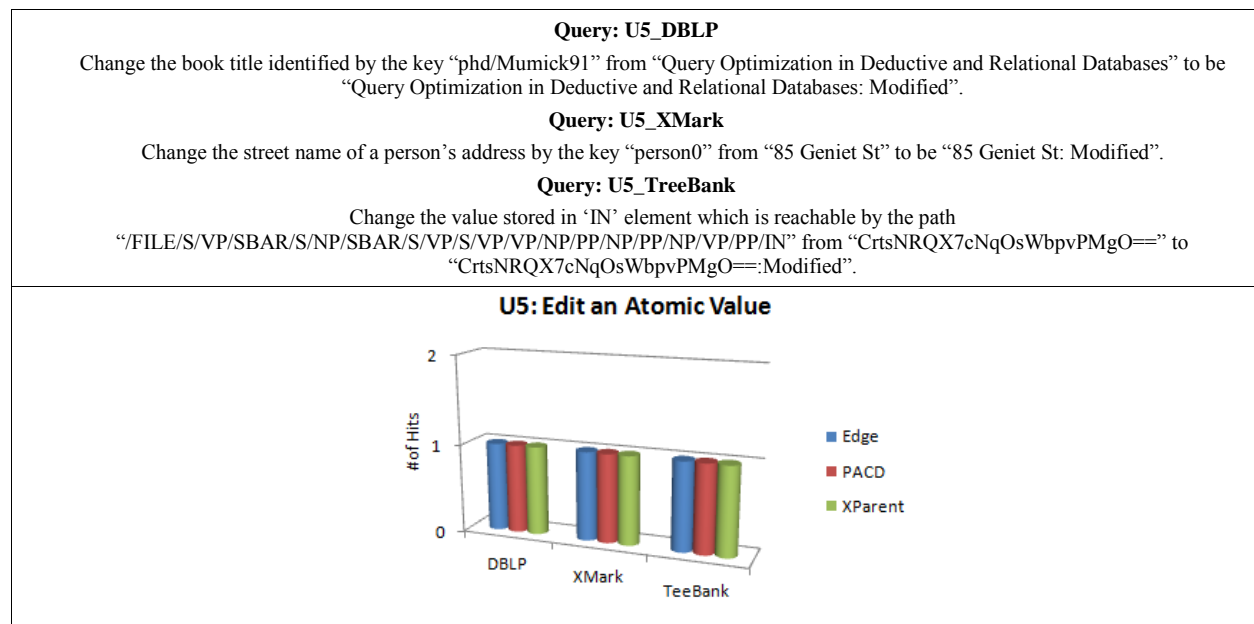 Query: U5_DBLP
Change the book title identified by the key “phd/Mumick91” from “Query Optimization in Deductive and Relational Databases” to be
“Query Optimization in Deductive and Relational Databases: Modified”.
Query: U5_XMark
Change the street name of a person’s address by the key “person0” from “85 Geniet St” to be “85 Geniet St: Modified”.
Query: U5_TreeBank
Change the value stored in ‘IN’ element which is reachable by the path
“/FILE/S/VP/SBAR/S/NP/SBAR/S/VP/S/VP/VP/NP/PP/NP/PP/NP/VP/PP/IN” from “CrtsNRQX7cNqOsWbpvPMgO==” to
“CrtsNRQX7cNqOsWbpvPMgO==:Modified”.
U5: Edit an Atomic Value
2
1
0
#of Hits
DBLP
XMark
TeeBank
Edge
PACD
XParent